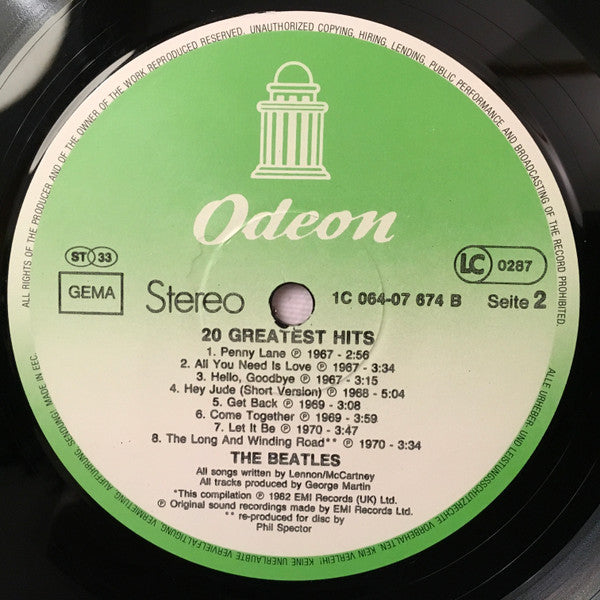 ALL RIGHTS OF THE PRODUCER AND OF THE OWNER OF THE WORK REPRODUCED RESERVED. UNAUTHORIZED COPYING, HIRING, LENDING, PUBLIC PERFORMANCE AND BROADCASTING OF THE RECORD PROHIBITED.
Odeon
ST 33
LC 0287
GEMA
Stereo
1C 064-07 674 B
Seite 2
20 GREATEST HITS
1. Penny Lane ℗ 1967 - 2:56
2. All You Need Is Love ℗ 1967 - 3:34
3. Hello, Goodbye ℗ 1967 - 3:15
4. Hey Jude (Short Version) ℗ 1968 - 5:04
5. Get Back ℗ 1969 - 3:08
6. Come Together ℗ 1969 - 3:59
7. Let It Be ℗ 1970 - 3:47
8. The Long And Winding Road** ℗ 1970 - 3:34
THE BEATLES
All songs written by Lennon/McCartney
All tracks produced by George Martin
*This compilation ℗ 1982 EMI Records (UK) Ltd.
℗ Original sound recordings made by EMI Records Ltd.
** re-produced for disc by
Phil Spector
ALLE URHEBER- UND LEISTUNGSSCHUTZRECHTE VORBEHALTEN. KEIN VERLEIH! KEINE UNERLAUBTE VERVIELFÄLTIGUNG, VERMIETUNG, AUFFÜHRUNG, SENDUNG! MADE IN EEC.